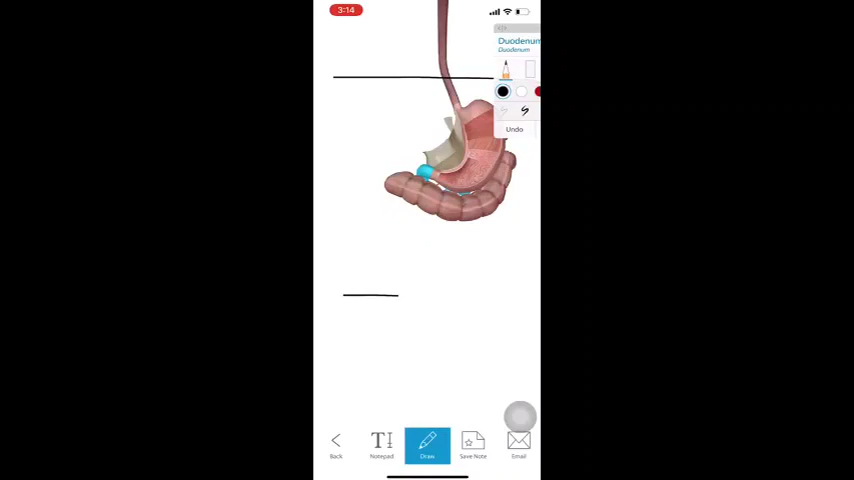 3:14
Duodenum
Duodenum
Undo
Back
Notepad
Draw
Save Note
Email